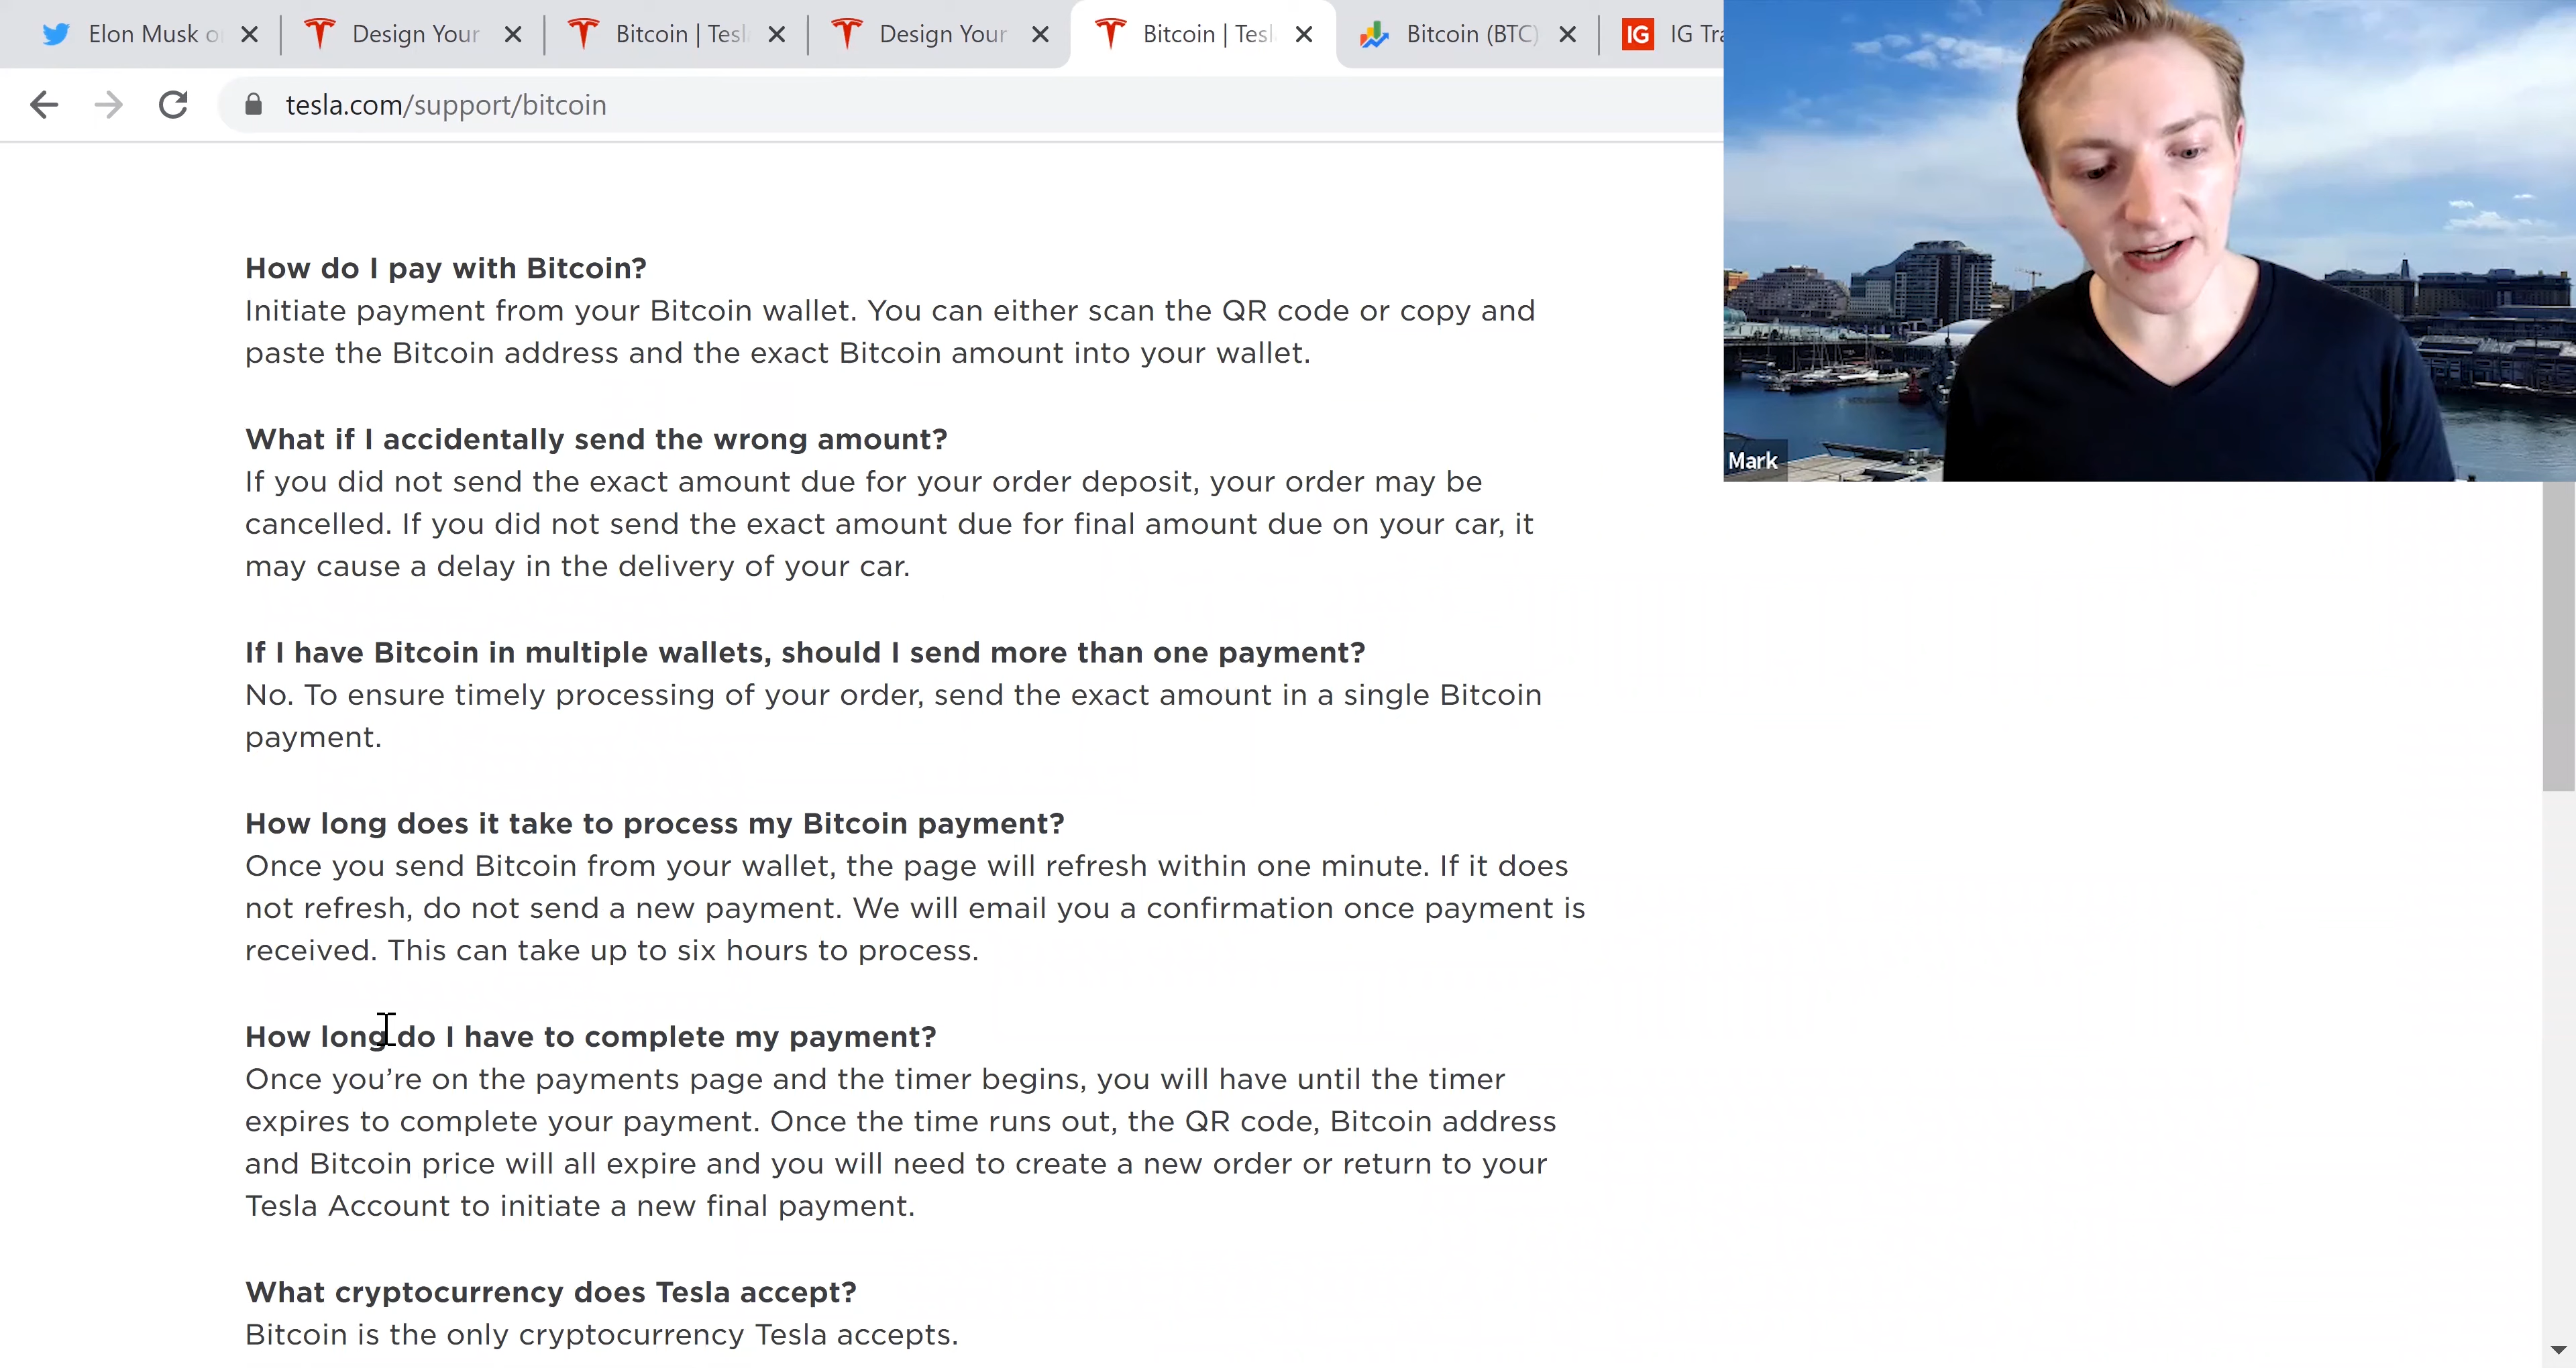 Elon Musk o
Design Your
Bitcoin | Tesl
Design Your
Bitcoin | Tesl
Bitcoin (BTC)
IG
IG Tra
tesla.com/support/bitcoin
Mark
How do I pay with Bitcoin?
Initiate payment from your Bitcoin wallet. You can either scan the QR code or copy and
paste the Bitcoin address and the exact Bitcoin amount into your wallet.
What if I accidentally send the wrong amount?
If you did not send the exact amount due for your order deposit, your order may be
cancelled. If you did not send the exact amount due for final amount due on your car, it
may cause a delay in the delivery of your car.
If I have Bitcoin in multiple wallets, should I send more than one payment?
No. To ensure timely processing of your order, send the exact amount in a single Bitcoin
payment.
How long does it take to process my Bitcoin payment?
Once you send Bitcoin from your wallet, the page will refresh within one minute. If it does
not refresh, do not send a new payment. We will email you a confirmation once payment is
received. This can take up to six hours to process.
How long do I have to complete my payment?
Once you’re on the payments page and the timer begins, you will have until the timer
expires to complete your payment. Once the time runs out, the QR code, Bitcoin address
and Bitcoin price will all expire and you will need to create a new order or return to your
Tesla Account to initiate a new final payment.
What cryptocurrency does Tesla accept?
Bitcoin is the only cryptocurrency Tesla accepts.